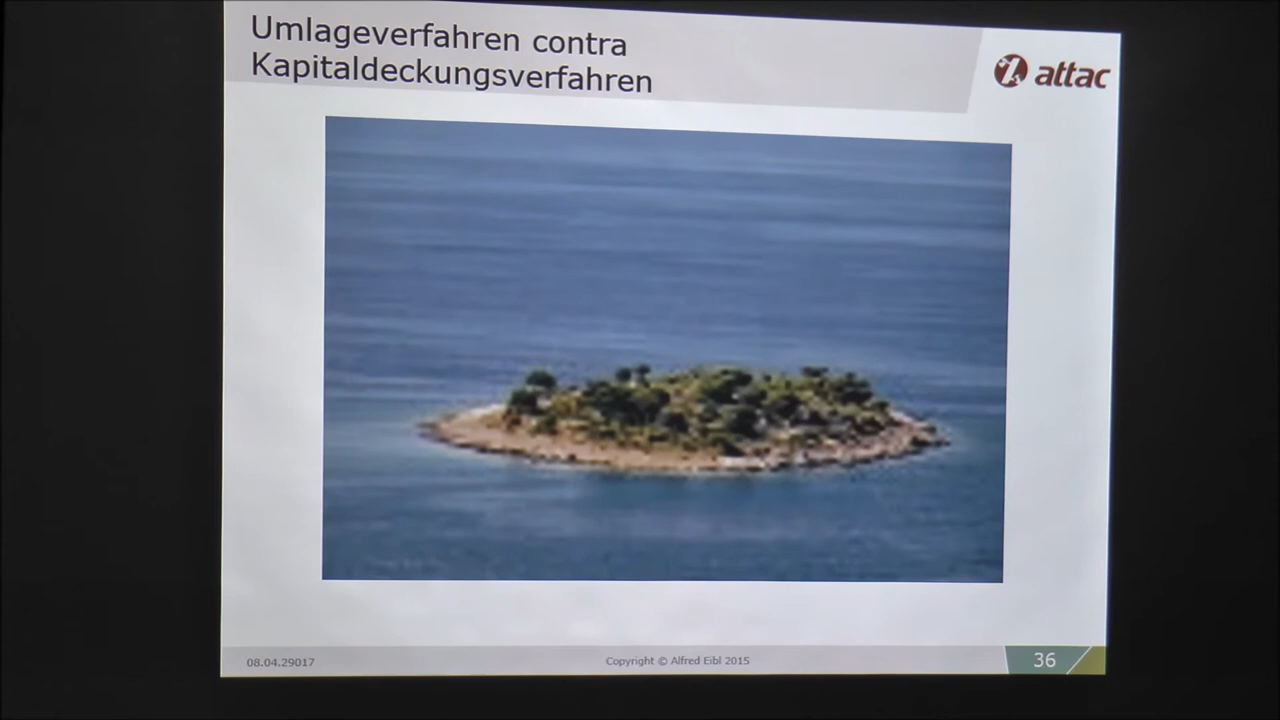 Umlageverfahren contra
Kapitaldeckungsverfahren
attac
08.04.29017
Copyright © Alfred Eibl 2015
36